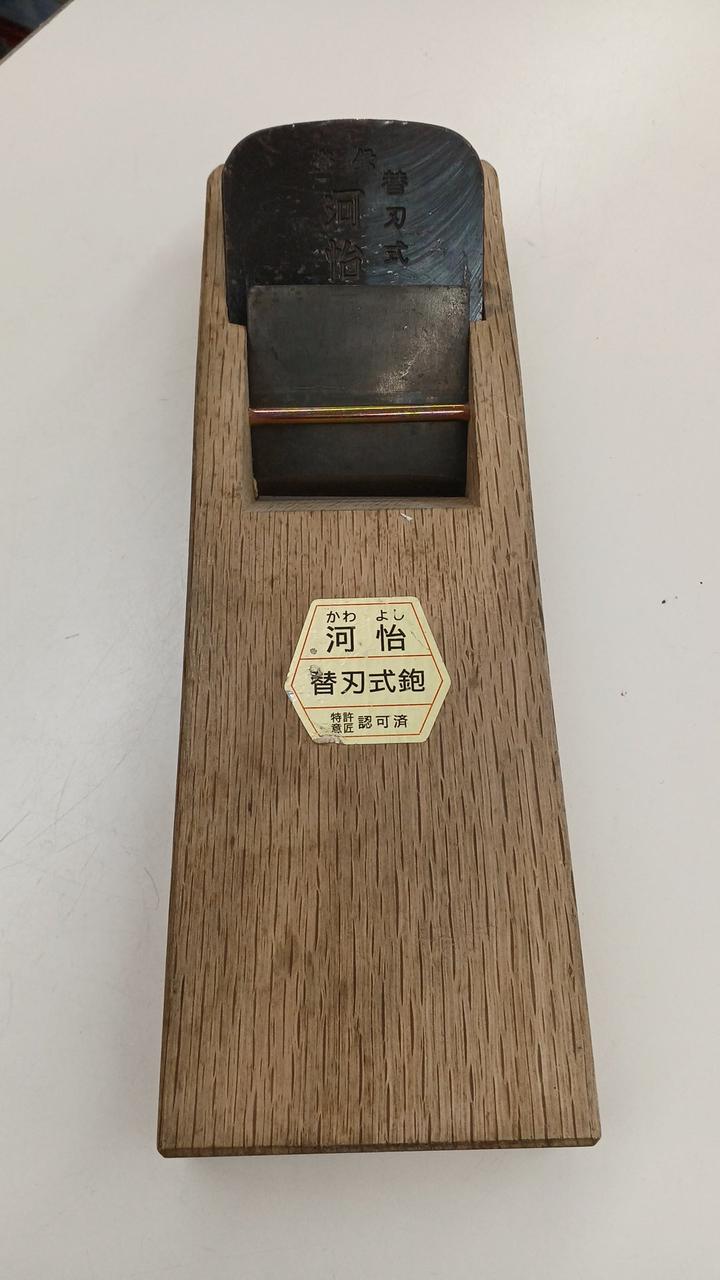 替刃式
河怡
かわ よし
河 怡
替刃式鉋
特許
意匠 認可済